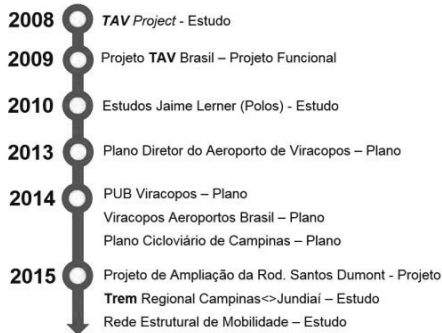 2008 TAV Project - Estudo
2009 Projeto TAV Brasil – Projeto Funcional
2010 Estudos Jaime Lerner (Polos) - Estudo
2013 Plano Diretor do Aeroporto de Viracopos – Plano
2014 PUB Viracopos – Plano
Viracopos Aeroportos Brasil – Plano
Plano Cicloviário de Campinas – Plano
2015 Projeto de Ampliação da Rod. Santos Dumont - Projeto
Trem Regional Campinas<>Jundiaí – Estudo
Rede Estrutural de Mobilidade – Estudo